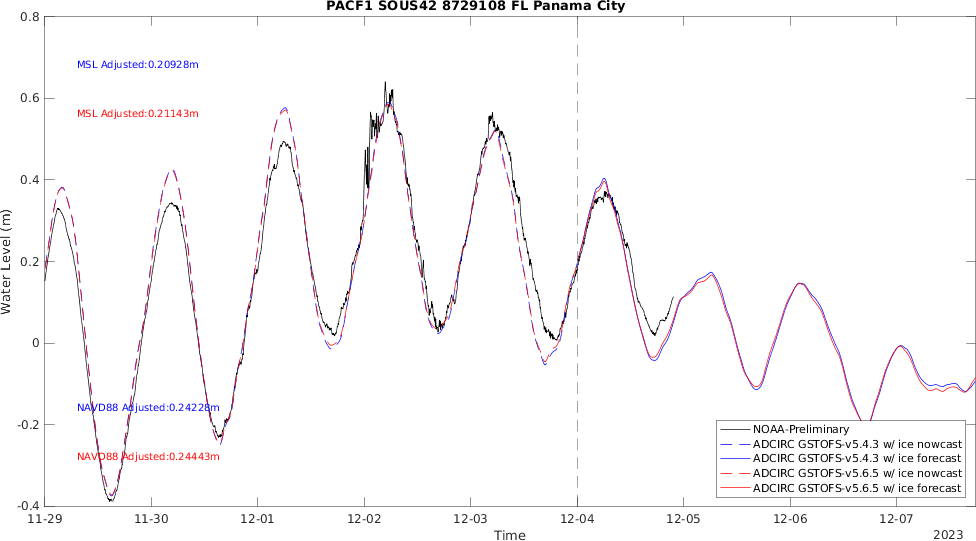 PACF1 SOUS42 8729108 FL Panama City
0.8
0.6
0.4
0.2
0
-0.2
-0.4
Water Level (m)
MSL Adjusted:0.20928m
MSL Adjusted:0.21143m
NAVD88 Adjusted:0.24228m
NAVD88 Adjusted:0.24443m
NOAA-Preliminary
ADCIRC GSTOFS-v5.4.3 w/ ice nowcast
ADCIRC GSTOFS-v5.4.3 w/ ice forecast
ADCIRC GSTOFS-v5.6.5 w/ ice nowcast
ADCIRC GSTOFS-v5.6.5 w/ ice forecast
11-29 11-30 12-01 12-02 12-03 12-04 12-05 12-06 12-07
Time
2023